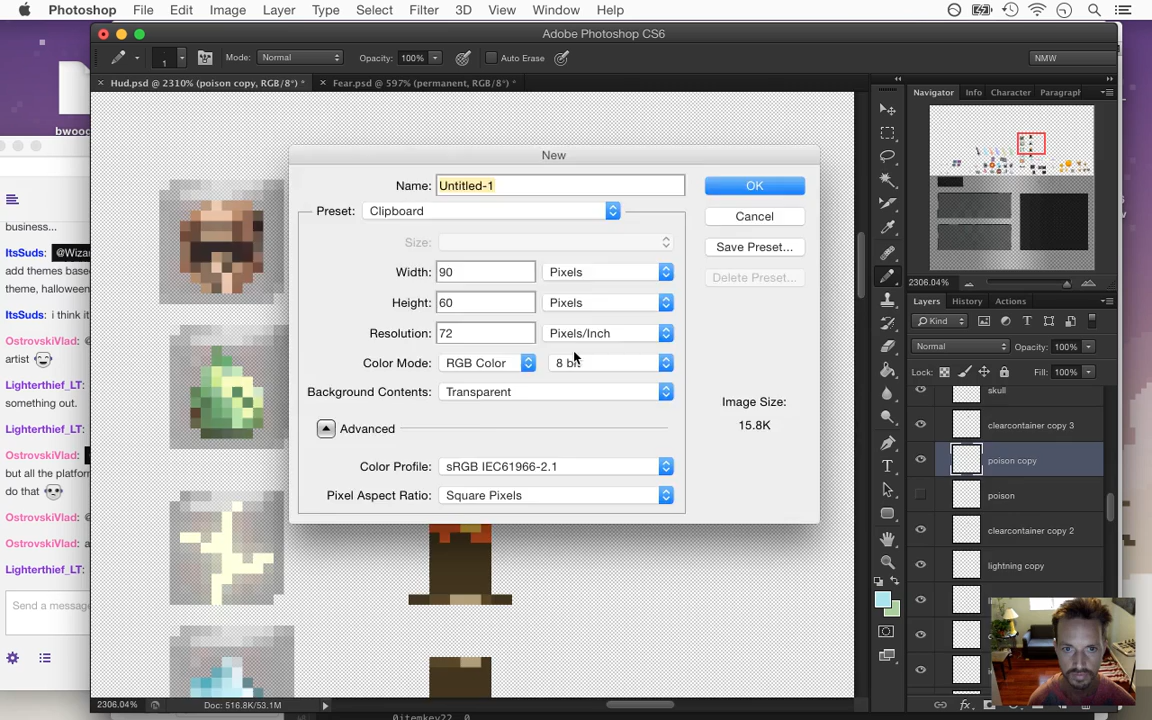 Photoshop File Edit Image Layer Type Select Filter 3D View Window Help
Adobe Photoshop CS6
1 Mode: Normal Opacity: 100% Auto Erase NMW
Hud.psd @ 2310% (poison copy, RGB/8*) * Fear.psd @ 597% (permanent, RGB/8*) *
bwood
business...
ItsSuds: @Wizar
add themes based
theme, halloween
ItsSuds: i think it
OstrovskiVlad:
artist
Lighterthief_LT:
something out.
Lighterthief_LT:
OstrovskiVlad:
but all the platform
do that
OstrovskiVlad: @
OstrovskiVlad: a
Lighterthief_LT:
Send a message
New
Name: Untitled-1
Preset: Clipboard
Size:
Width: 90 Pixels
Height: 60 Pixels
Resolution: 72 Pixels/Inch
Color Mode: RGB Color 8 bit
Background Contents: Transparent
Advanced
Color Profile: sRGB IEC61966-2.1
Pixel Aspect Ratio: Square Pixels
OK
Cancel
Save Preset...
Delete Preset...
Image Size:
15.8K
Navigator Info Character Paragraph
2306.04%
Layers History Actions
Kind
Normal Opacity: 100%
Lock: Fill: 100%
skull
clearcontainer copy 3
poison copy
poison
clearcontainer copy 2
lightning copy
2306.04% Doc: 516.8K/53.1M
0itemkey22, 0